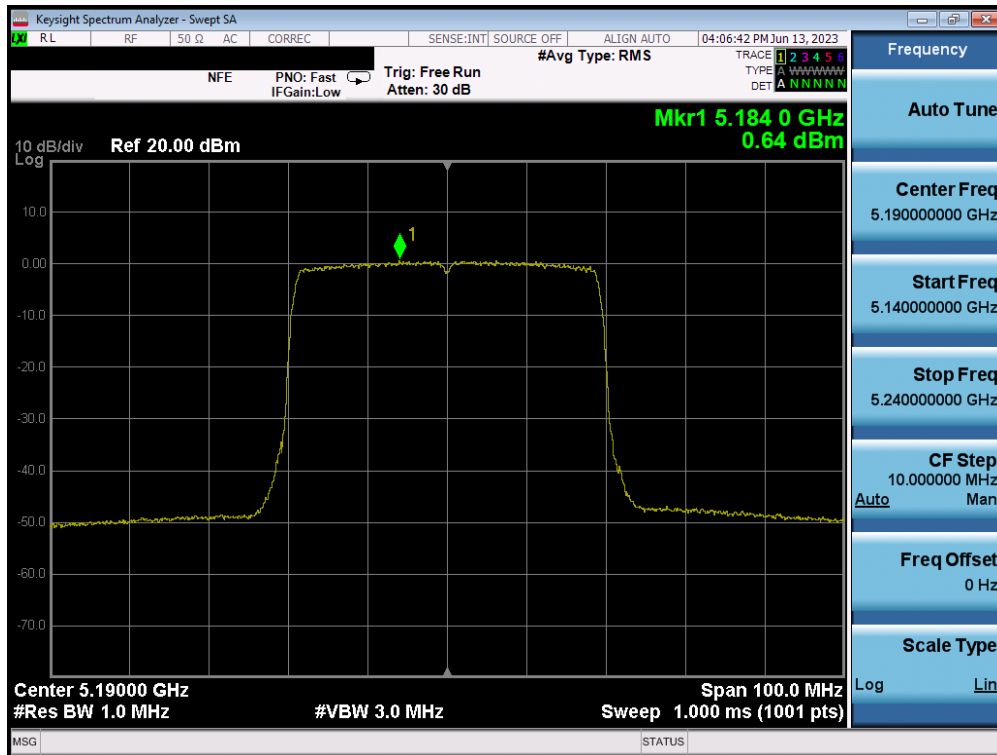 Keysight Spectrum Analyzer - Swept SA
LXI RL RF 50 Ω AC CORREC SENSE:INT SOURCE OFF ALIGN AUTO 04:06:42 PM Jun 13, 2023
NFE PNO: Fast Trig: Free Run #Avg Type: RMS TRACE 1 2 3 4 5 6
IFGain:Low Atten: 30 dB TYPE A WWWWW
DET A N N N N N
Mkr1 5.184 0 GHz
0.64 dBm
10 dB/div Ref 20.00 dBm
Log
1
10.0
0.00
-10.0
-20.0
-30.0
-40.0
-50.0
-60.0
-70.0
Center 5.19000 GHz Span 100.0 MHz
#Res BW 1.0 MHz #VBW 3.0 MHz Sweep 1.000 ms (1001 pts)
MSG STATUS
Frequency
Auto Tune
Center Freq
5.190000000 GHz
Start Freq
5.140000000 GHz
Stop Freq
5.240000000 GHz
CF Step
10.000000 MHz
Auto Man
Freq Offset
0 Hz
Scale Type
Log Lin